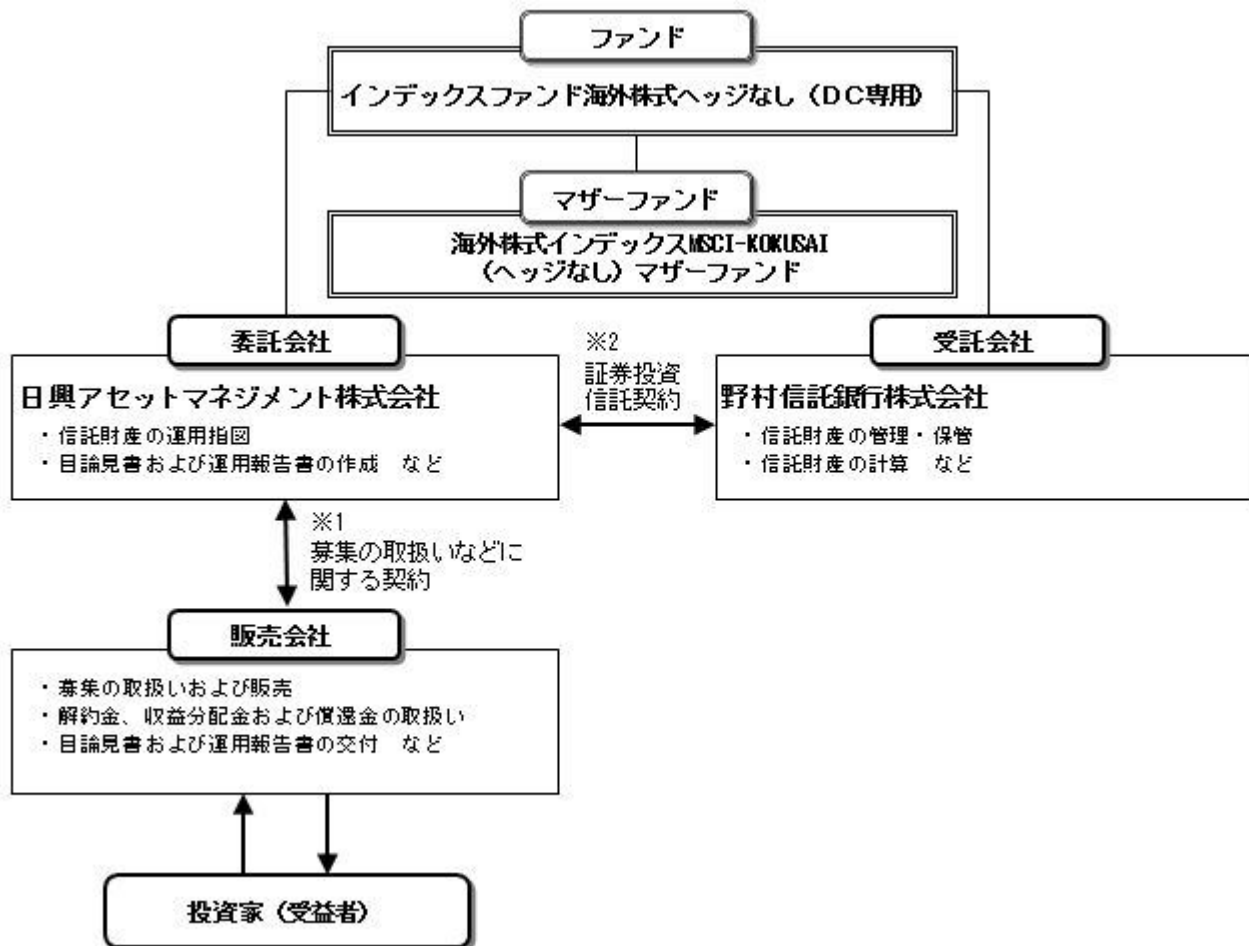 ファンド
インデックスファンド海外株式ヘッジなし（ＤＣ専用）
マザーファンド
海外株式インデックスMSCI-KOKUSAI
（ヘッジなし）マザーファンド
委託会社
日興アセットマネジメント株式会社
・信託財産の運用指図
・目論見書および運用報告書の作成　など
※2
証券投資
信託契約
受託会社
野村信託銀行株式会社
・信託財産の管理・保管
・信託財産の計算　など
※1
募集の取扱いなどに
関する契約
販売会社
・募集の取扱いおよび販売
・解約金、収益分配金および償還金の取扱い
・目論見書および運用報告書の交付　など
投資家（受益者）